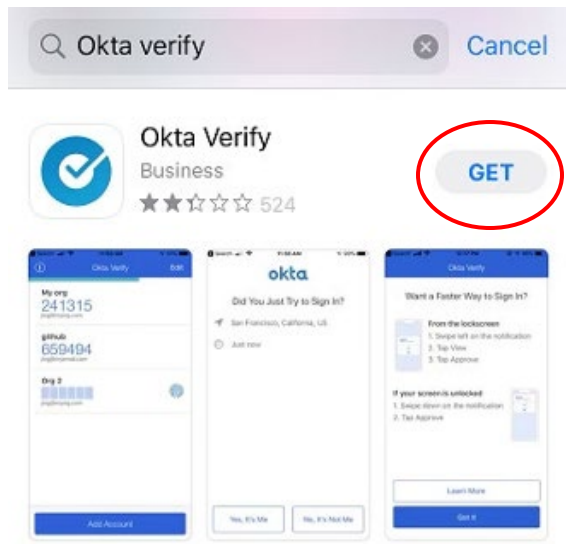 Okta verify
Cancel
Okta Verify
Business
GET
524
Okta Verify
Edit
My org
241315
github
659494
Org 2
Add Account
okta
Did You Just Try to Sign In?
San Francisco, California, US
Just now
Yes, It's Me
No, It's Not Me
Okta Verify
Want a Faster Way to Sign In?
From the lockscreen
1. Swipe left on the notification
2. Tap View
3. Tap Approve
If your screen is unlocked
1. Swipe down on the notification
2. Tap Approve
Learn More
Got It